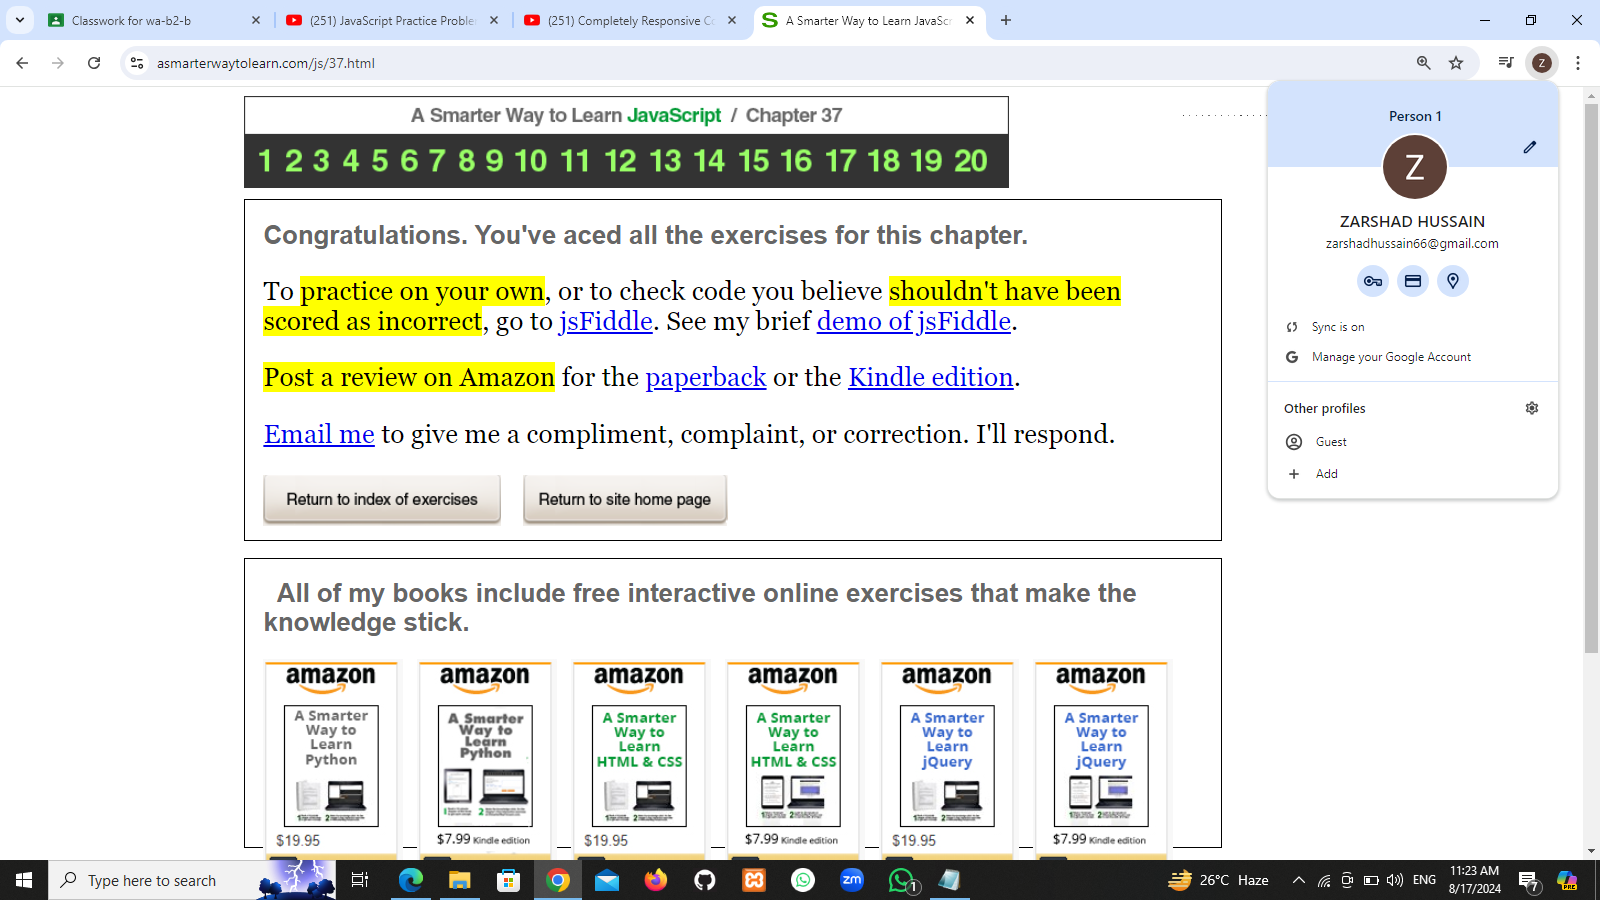 Classwork for wa-b2-b
(251) JavaScript Practice Proble
(251) Completely Responsive Co
A Smarter Way to Learn JavaScr
asmarterwaytolearn.com/js/37.html
Z
A Smarter Way to Learn JavaScript / Chapter 37
1 2 3 4 5 6 7 8 9 10 11 12 13 14 15 16 17 18 19 20
Congratulations. You've aced all the exercises for this chapter.
To practice on your own, or to check code you believe shouldn't have been
scored as incorrect, go to jsFiddle. See my brief demo of jsFiddle.
Post a review on Amazon for the paperback or the Kindle edition.
Email me to give me a compliment, complaint, or correction. I'll respond.
Return to index of exercises
Return to site home page
Person 1
Z
ZARSHAD HUSSAIN
zarshadhussain66@gmail.com
Sync is on
Manage your Google Account
Other profiles
Guest
Add
All of my books include free interactive online exercises that make the
knowledge stick.
amazon amazon amazon amazon amazon amazon
A Smarter
Way to
Learn
Python
$19.95
A Smarter
Way to
Learn
Python
$7.99 Kindle edition
A Smarter
Way to
Learn
HTML & CSS
$19.95
A Smarter
Way to
Learn
HTML & CSS
$7.99 Kindle edition
A Smarter
Way to
Learn
jQuery
$19.95
A Smarter
Way to
Learn
jQuery
$7.99 Kindle edition
Type here to search
zm
1
26°C Haze
ENG
11:23 AM
8/17/2024
7
PRE